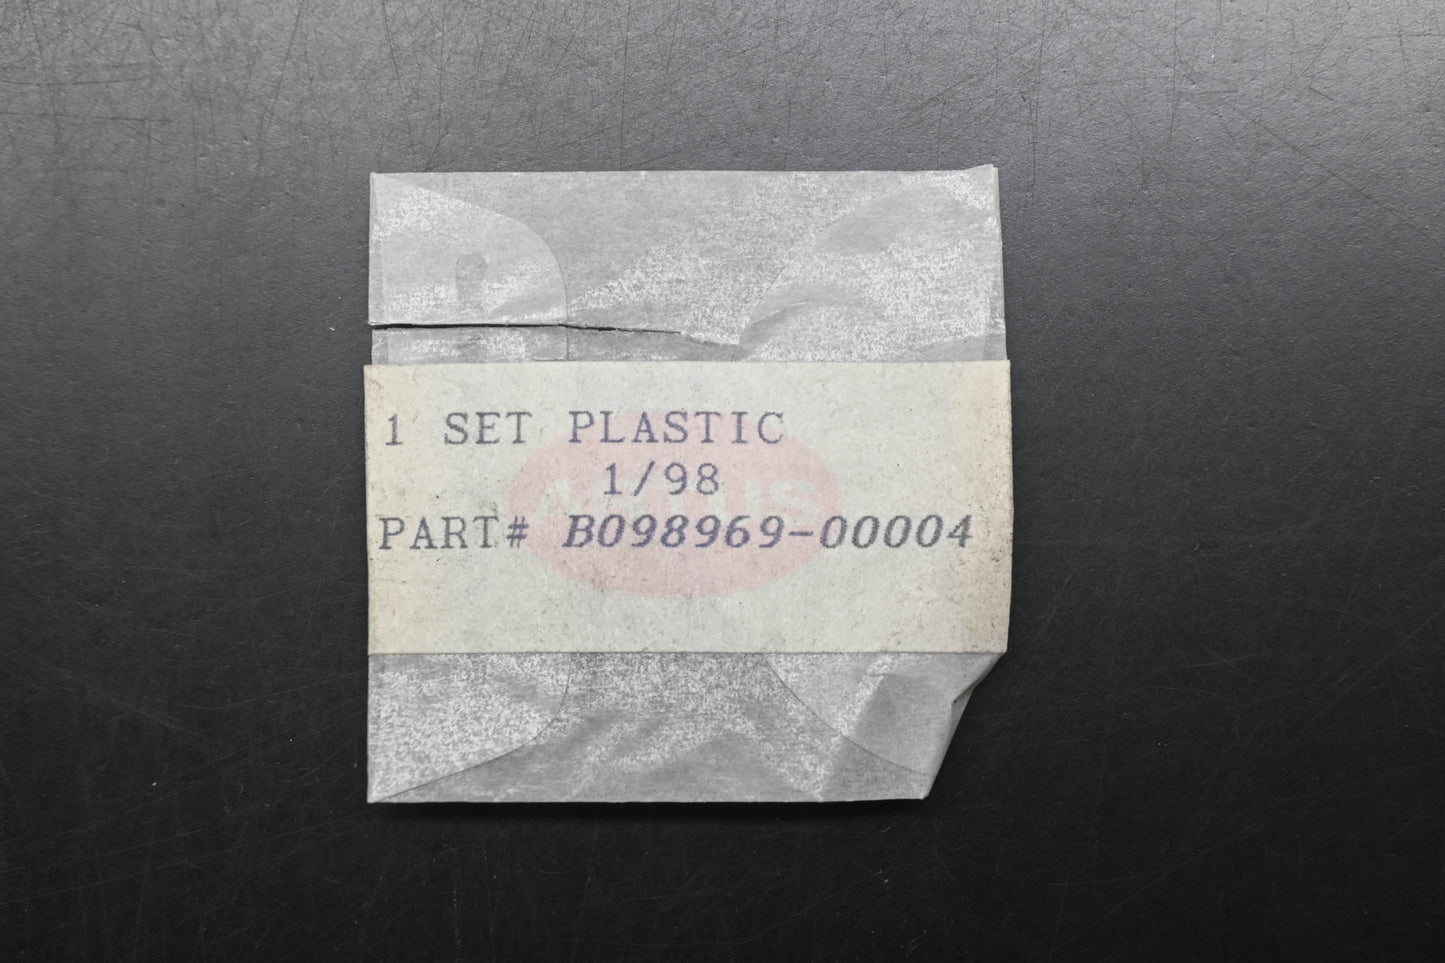 1 SET PLASTIC
1/98
PART# B098969-00004